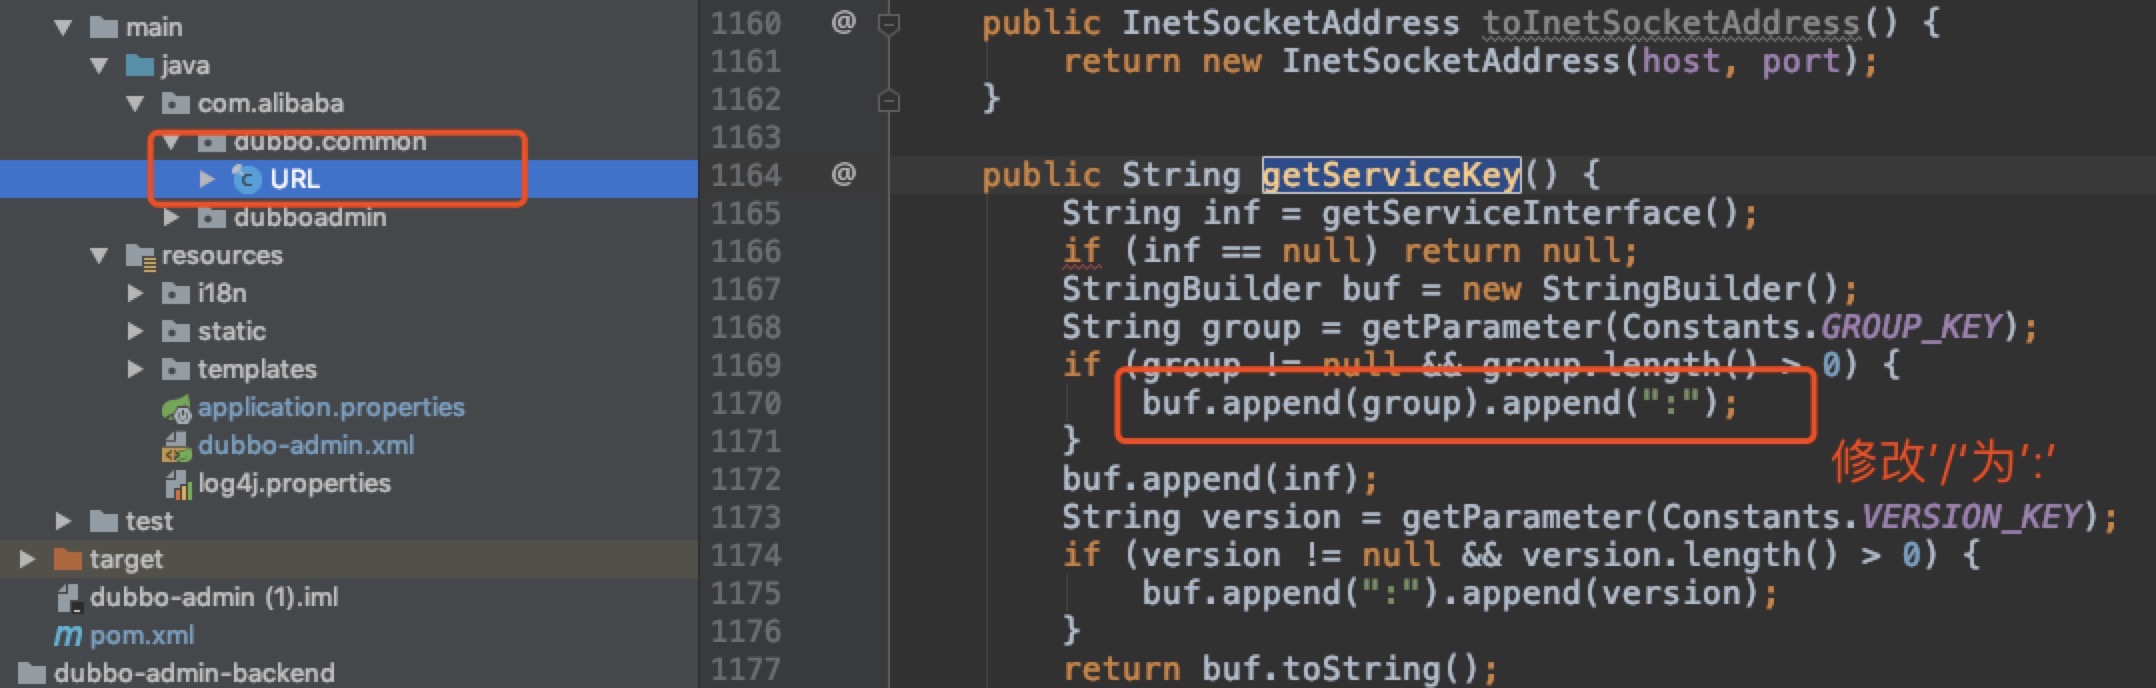 main
java
com.alibaba
dubbo.common
URL
dubboadmin
resources
i18n
static
templates
application.properties
dubbo-admin.xml
log4j.properties
test
target
dubbo-admin (1).iml
pom.xml
dubbo-admin-backend
1160 @ public InetSocketAddress toInetSocketAddress() {
1161 return new InetSocketAddress(host, port);
1162 }
1163
1164 @ public String getServiceKey() {
1165 String inf = getServiceInterface();
1166 if (inf == null) return null;
1167 StringBuilder buf = new StringBuilder();
1168 String group = getParameter(Constants.GROUP_KEY);
1169 if (group != null && group.length() > 0) {
1170 buf.append(group).append(":");
1171 }
修改'/'为':'
1172 buf.append(inf);
1173 String version = getParameter(Constants.VERSION_KEY);
1174 if (version != null && version.length() > 0) {
1175 buf.append(":").append(version);
1176 }
1177 return buf.toString();